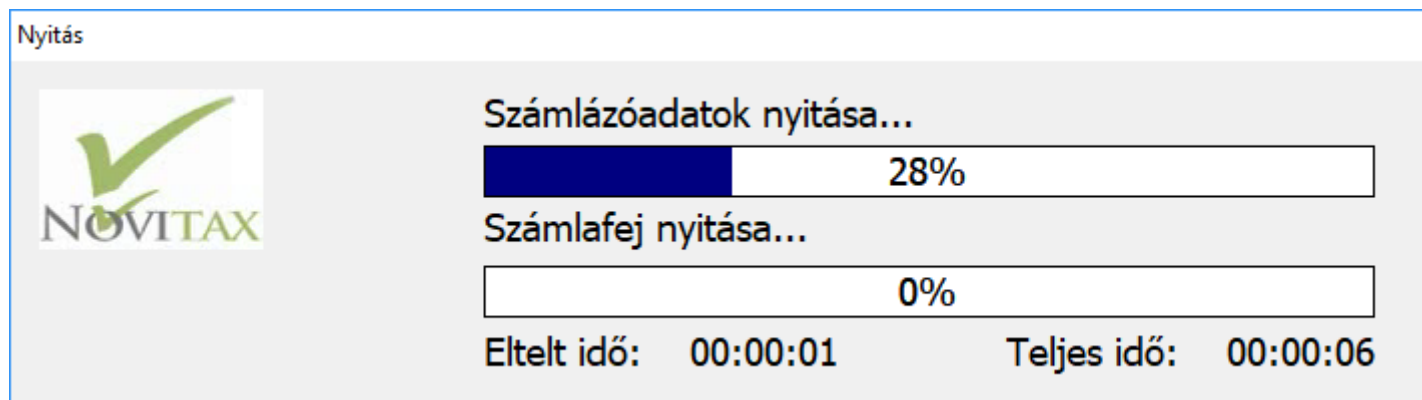 Nyitás
NOVITAX
Számlázóadatok nyitása...
28%
Számlafej nyitása...
0%
Eltelt idő: 00:00:01 Teljes idő: 00:00:06